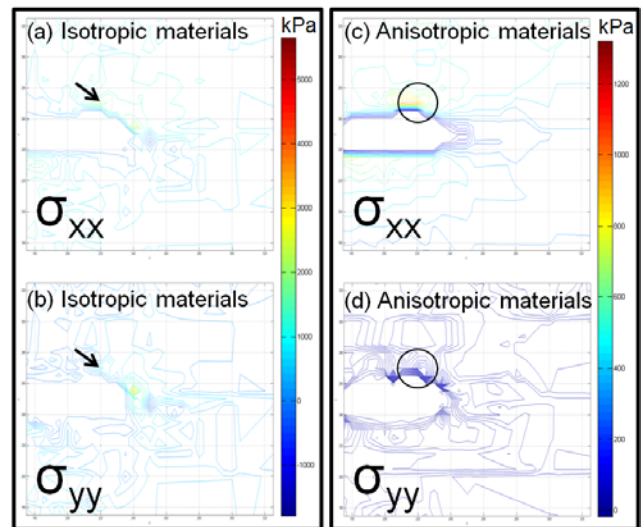 kPa
(a) Isotropic materials
σxx
(b) Isotropic materials
σyy
5000
4000
3000
2000
1000
0
-1000
kPa
(c) Anisotropic materials
σxx
(d) Anisotropic materials
σyy
1200
1000
800
600
400
200
0